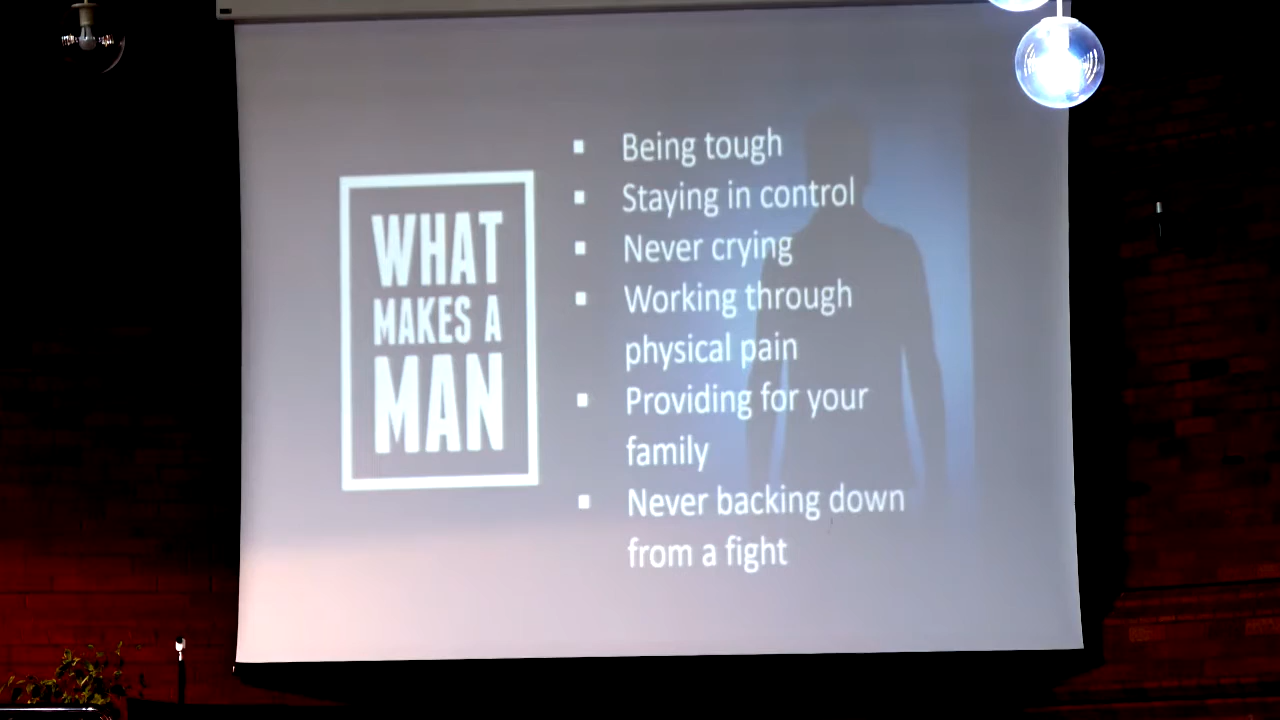 WHAT
MAKES A
MAN
Being tough
Staying in control
Never crying
Working through
physical pain
Providing for your
family
Never backing down
from a fight